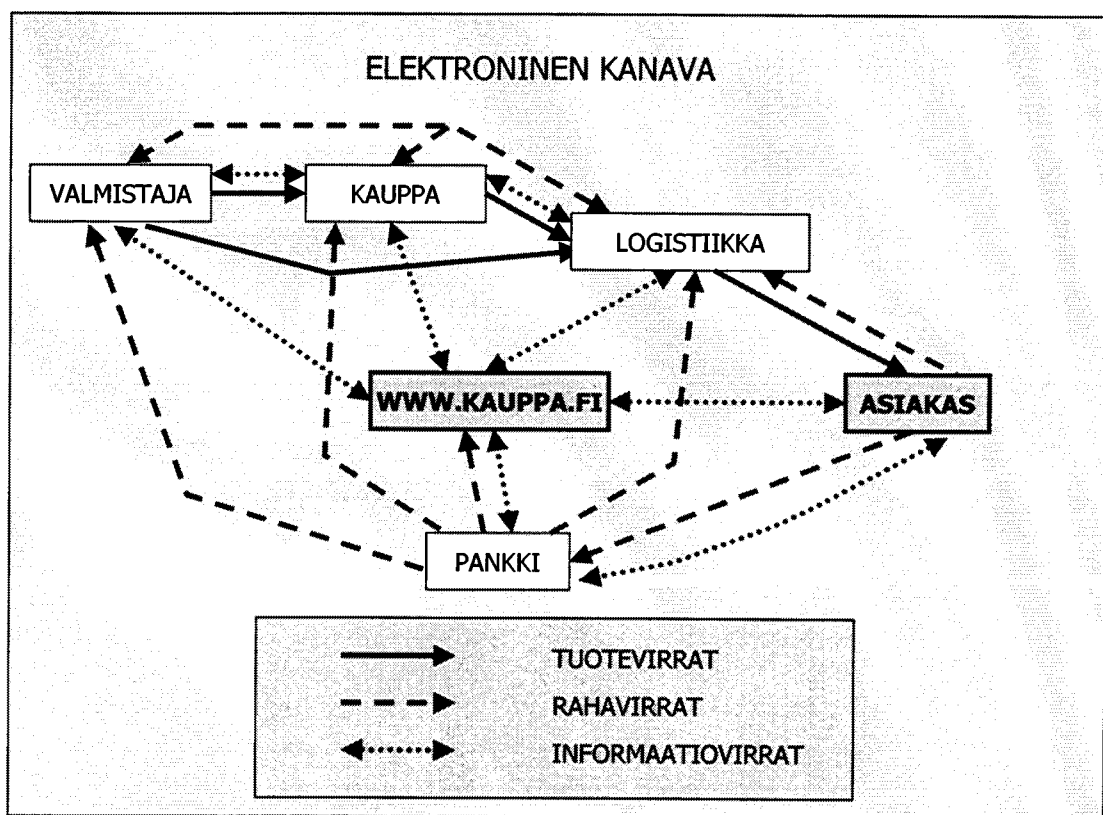 ELEKTRONINEN KANAVA
VALMISTAJA
KAUPPA
LOGISTIIKKA
WWW.KAUPPA.FI
ASIAKAS
PANKKI
TUOTEVIRRAT
RAHAVIRRAT
INFORMAATIOVIRRAT